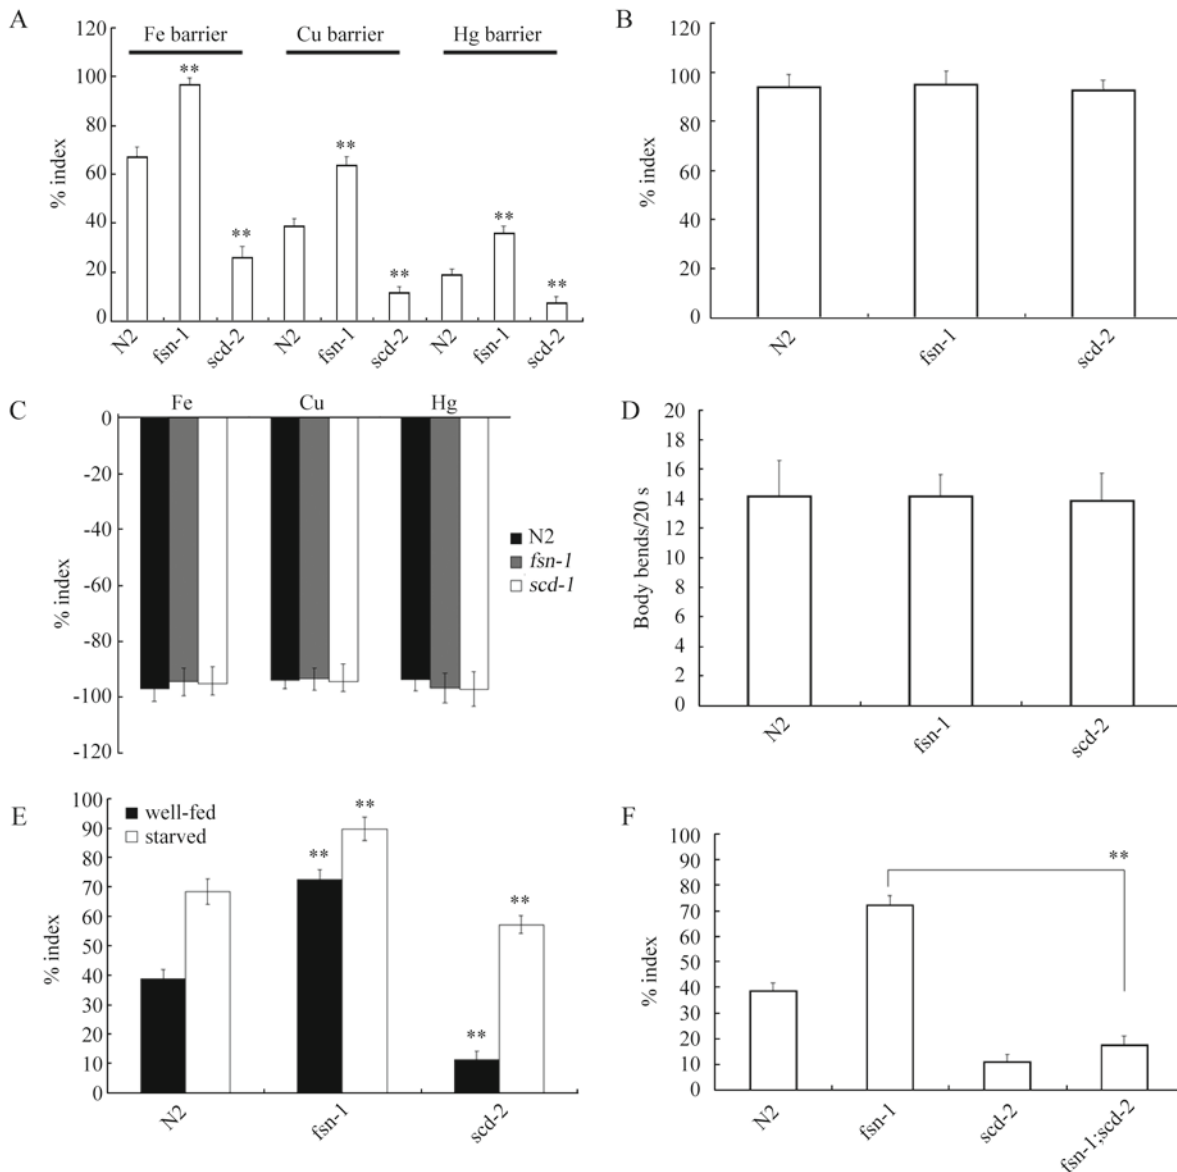 A
Fe barrier
Cu barrier
Hg barrier
% index
120
100
80
60
40
20
0
**
**
**
**
**
**
N2
fsn-1
scd-2
N2
fsn-1
scd-2
N2
fsn-1
scd-2
B
% index
120
100
80
60
40
20
0
N2
fsn-1
scd-2
C
Fe
Cu
Hg
% index
0
-20
-40
-60
-80
-100
-120
N2
fsn-1
scd-1
D
Body bends/20 s
20
18
16
14
12
10
8
6
4
2
0
N2
fsn-1
scd-2
E
well-fed
starved
% index
100
90
80
70
60
50
40
30
20
10
0
**
**
**
**
N2
fsn-1
scd-2
F
% index
100
90
80
70
60
50
40
30
20
10
0
**
N2
fsn-1
scd-2
fsn-1;scd-2